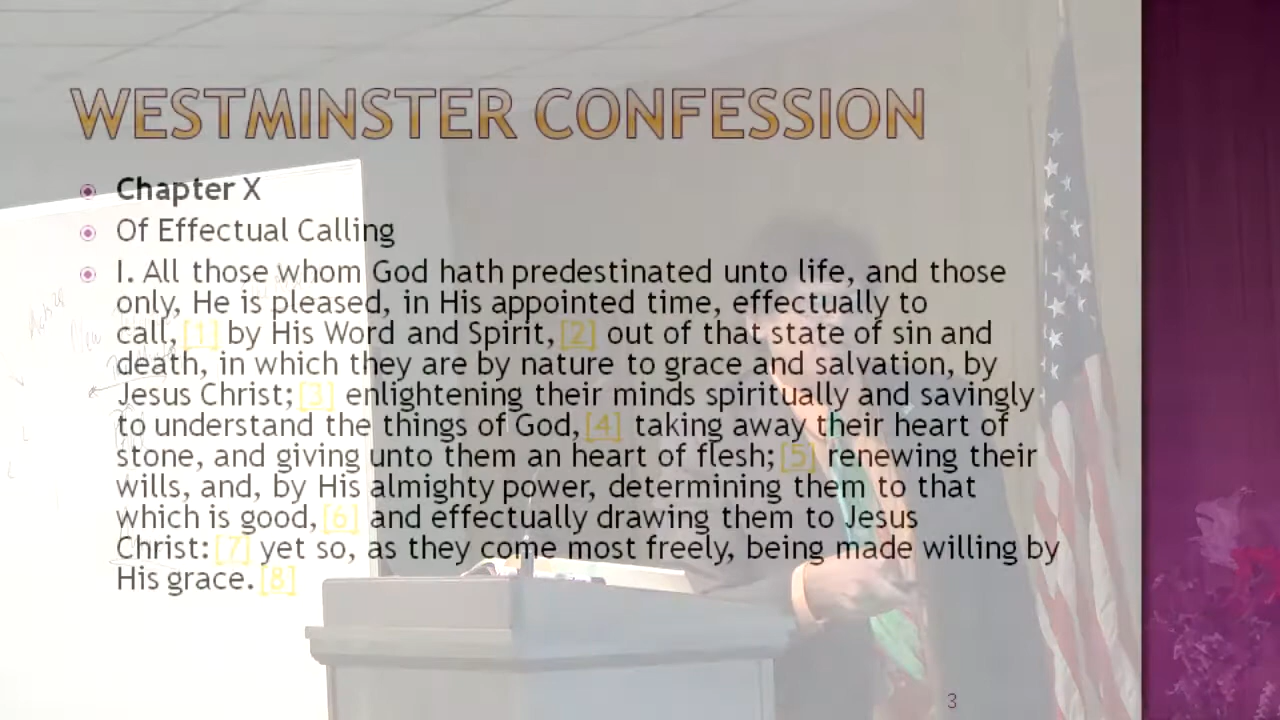 WESTMINSTER CONFESSION
Chapter X
Of Effectual Calling
I. All those whom God hath predestinated unto life, and those
only, He is pleased, in His appointed time, effectually to
call,[1] by His Word and Spirit,[2] out of that state of sin and
death, in which they are by nature to grace and salvation, by
Jesus Christ;[3] enlightening their minds spiritually and savingly
to understand the things of God,[4] taking away their heart of
stone, and giving unto them an heart of flesh;[5] renewing their
wills, and, by His almighty power, determining them to that
which is good,[6] and effectually drawing them to Jesus
Christ:[7] yet so, as they come most freely, being made willing by
His grace.[8]
3